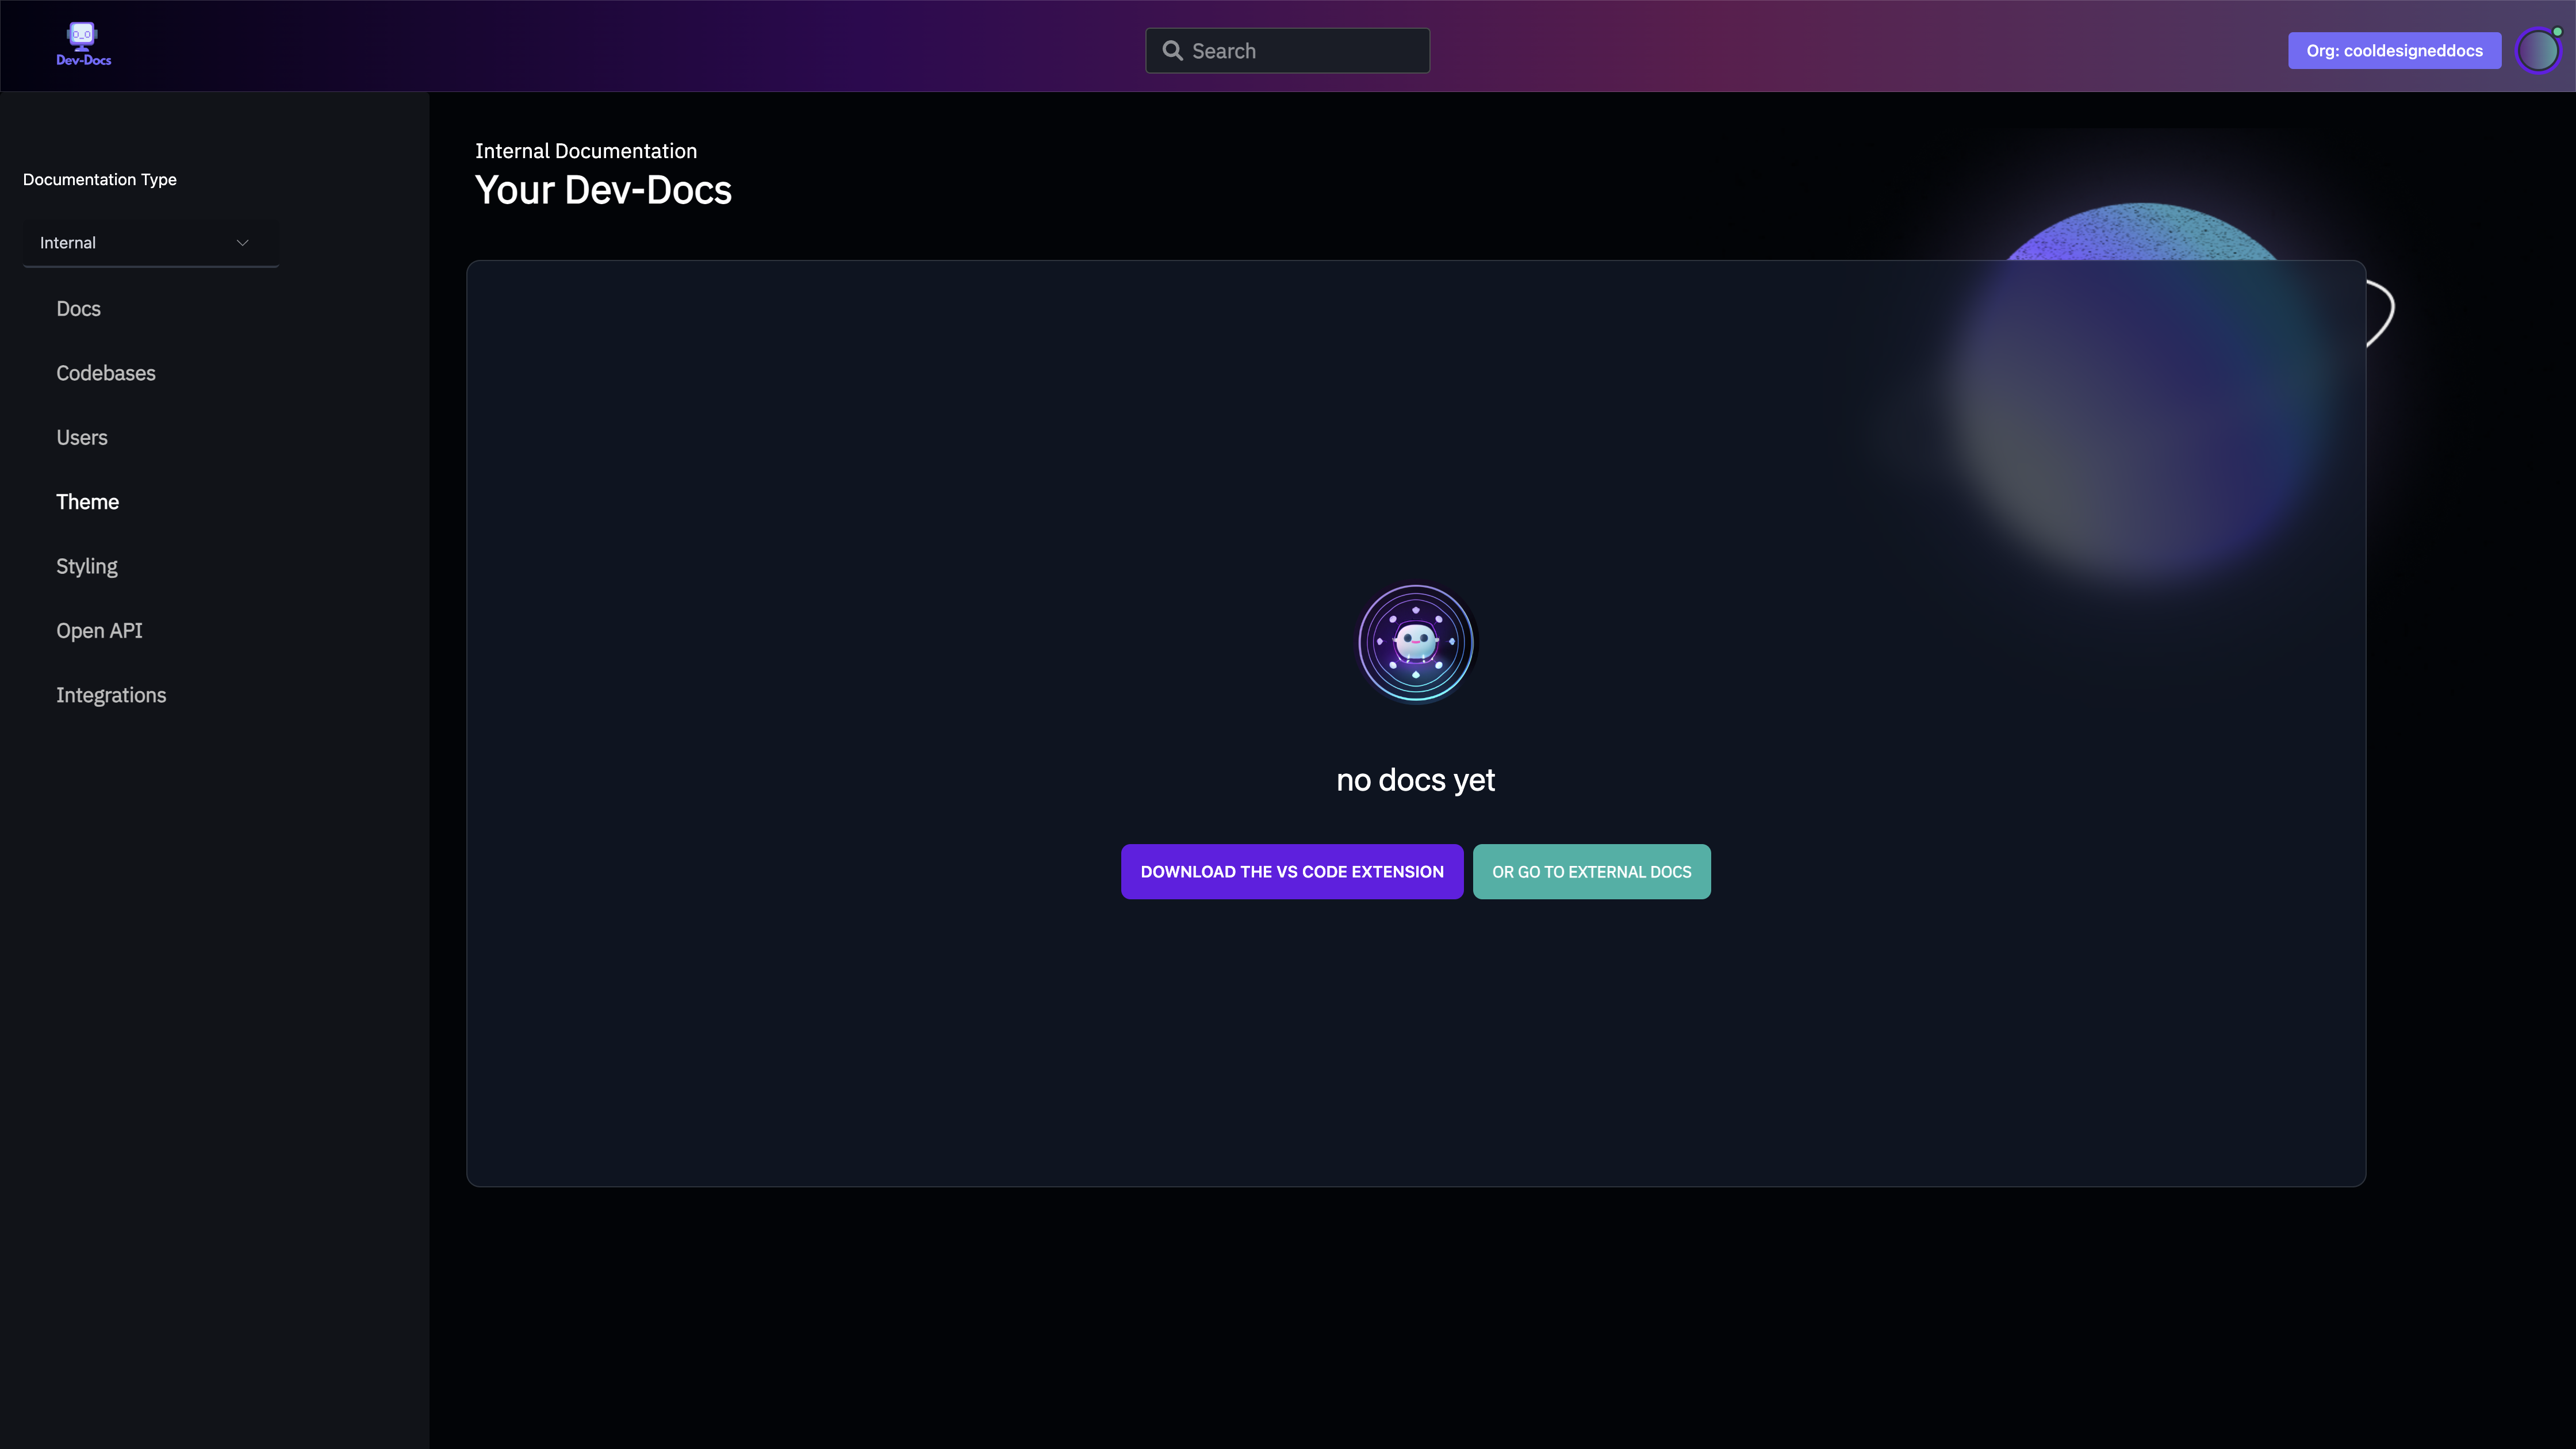 Dev-Docs
Search
Org: cooldesigneddocs
Documentation Type
Internal
Docs
Codebases
Users
Theme
Styling
Open API
Integrations
Internal Documentation
Your Dev-Docs
no docs yet
DOWNLOAD THE VS CODE EXTENSION
OR GO TO EXTERNAL DOCS